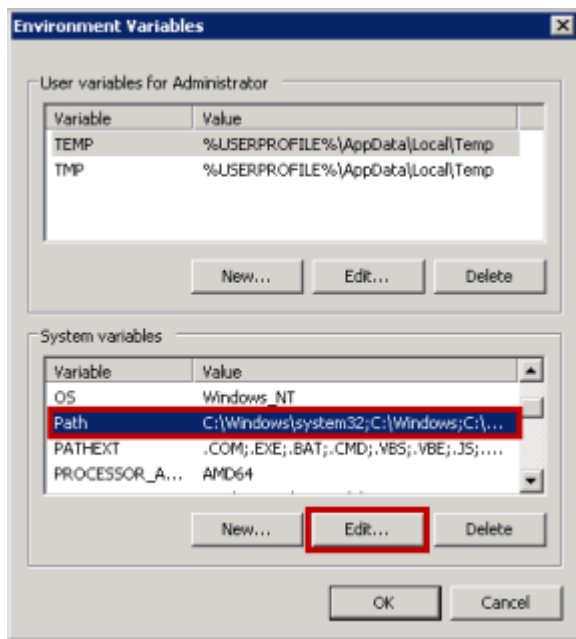 Environment Variables
User variables for Administrator
Variable Value
TEMP %USERPROFILE%\AppData\Local\Temp
TMP %USERPROFILE%\AppData\Local\Temp
New... Edit... Delete
System variables
Variable Value
OS Windows_NT
Path C:\Windows\system32;C:\Windows;C:\...
PATHEXT .COM;.EXE;.BAT;.CMD;.VBS;.VBE;.JS;....
PROCESSOR_A... AMD64
New... Edit... Delete
OK Cancel